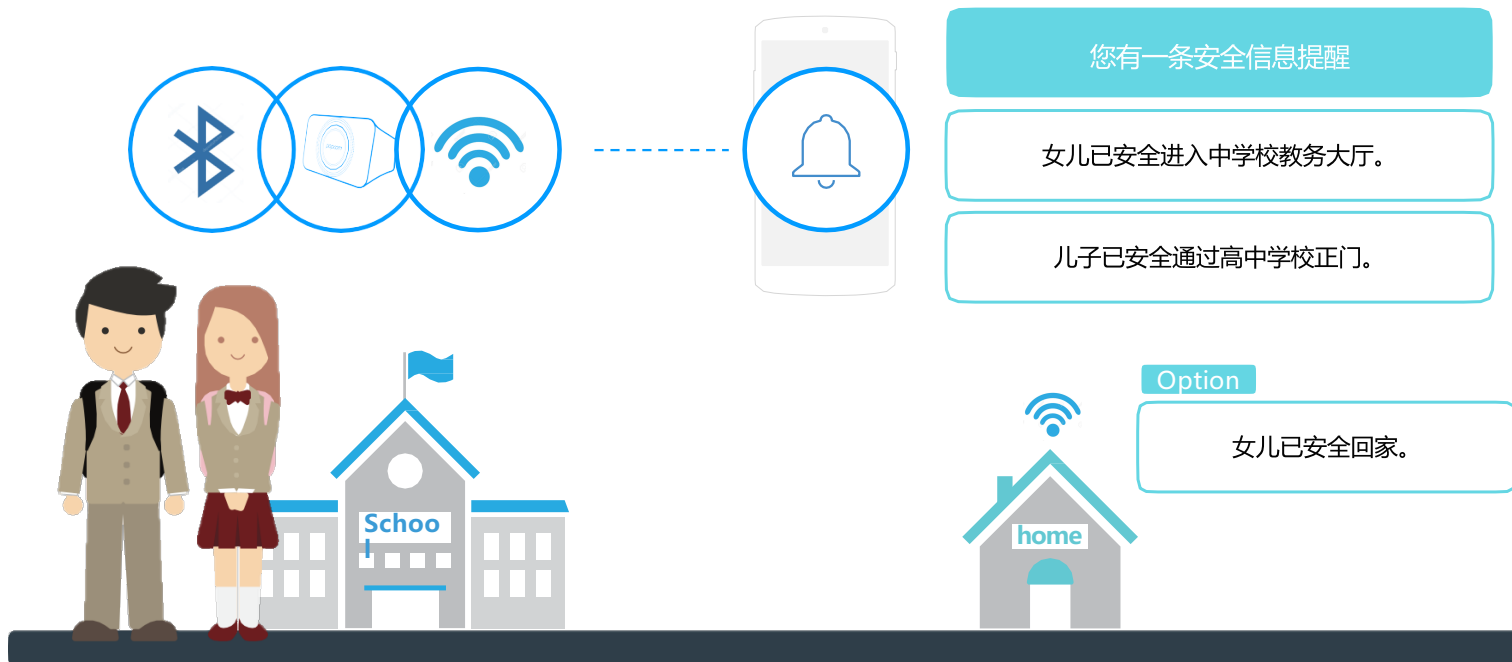 您有一条安全信息提醒
女儿已安全进入中学校教务大厅。
儿子已安全通过高中学校正门。
Option
女儿已安全回家。
Schoo
l
home